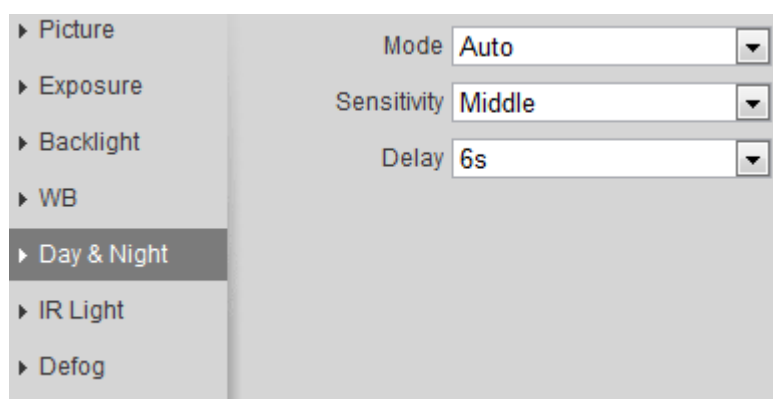 Picture
Exposure
Backlight
WB
Day & Night
IR Light
Defog
Mode Auto
Sensitivity Middle
Delay 6s